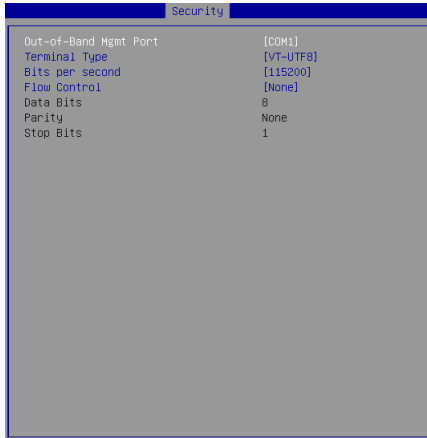 Security
Out-of-Band Mgmt Port [COM1]
Terminal Type [VT-UTF8]
Bits per second [115200]
Flow Control [None]
Data Bits 8
Parity None
Stop Bits 1